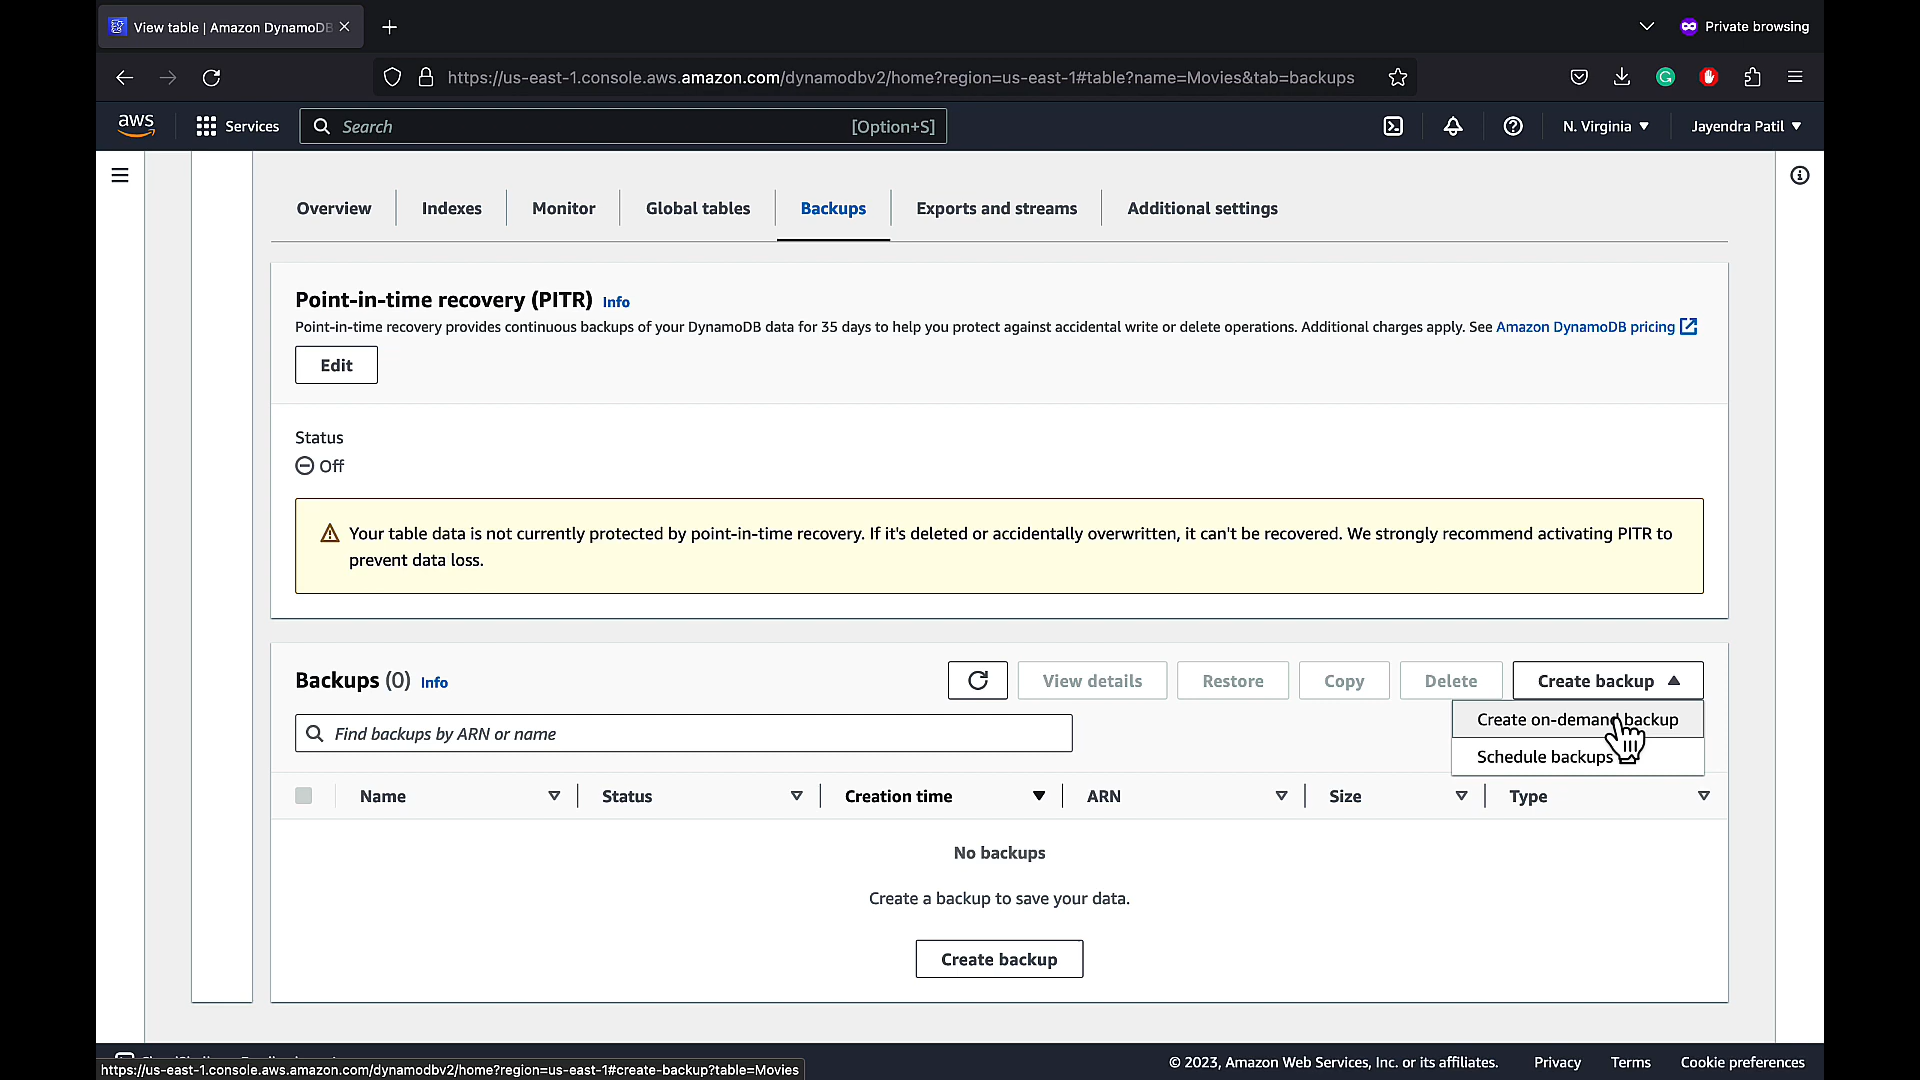 View table | Amazon DynamoDB
Private browsing
https://us-east-1.console.aws.amazon.com/dynamodbv2/home?region=us-east-1#table?name=Movies&tab=backups
aws
Services
Search
[Option+S]
N. Virginia
Jayendra Patil
Overview
Indexes
Monitor
Global tables
Backups
Exports and streams
Additional settings
Point-in-time recovery (PITR) Info
Point-in-time recovery provides continuous backups of your DynamoDB data for 35 days to help you protect against accidental write or delete operations. Additional charges apply. See Amazon DynamoDB pricing
Edit
Status
Off
Your table data is not currently protected by point-in-time recovery. If it's deleted or accidentally overwritten, it can't be recovered. We strongly recommend activating PITR to
prevent data loss.
Backups (0) Info
View details
Restore
Copy
Delete
Create backup
Create on-demand backup
Schedule backups
Find backups by ARN or name
Name
Status
Creation time
ARN
Size
Type
No backups
Create a backup to save your data.
Create backup
© 2023, Amazon Web Services, Inc. or its affiliates.
Privacy
Terms
Cookie preferences
https://us-east-1.console.aws.amazon.com/dynamodbv2/home?region=us-east-1#create-backup?table=Movies